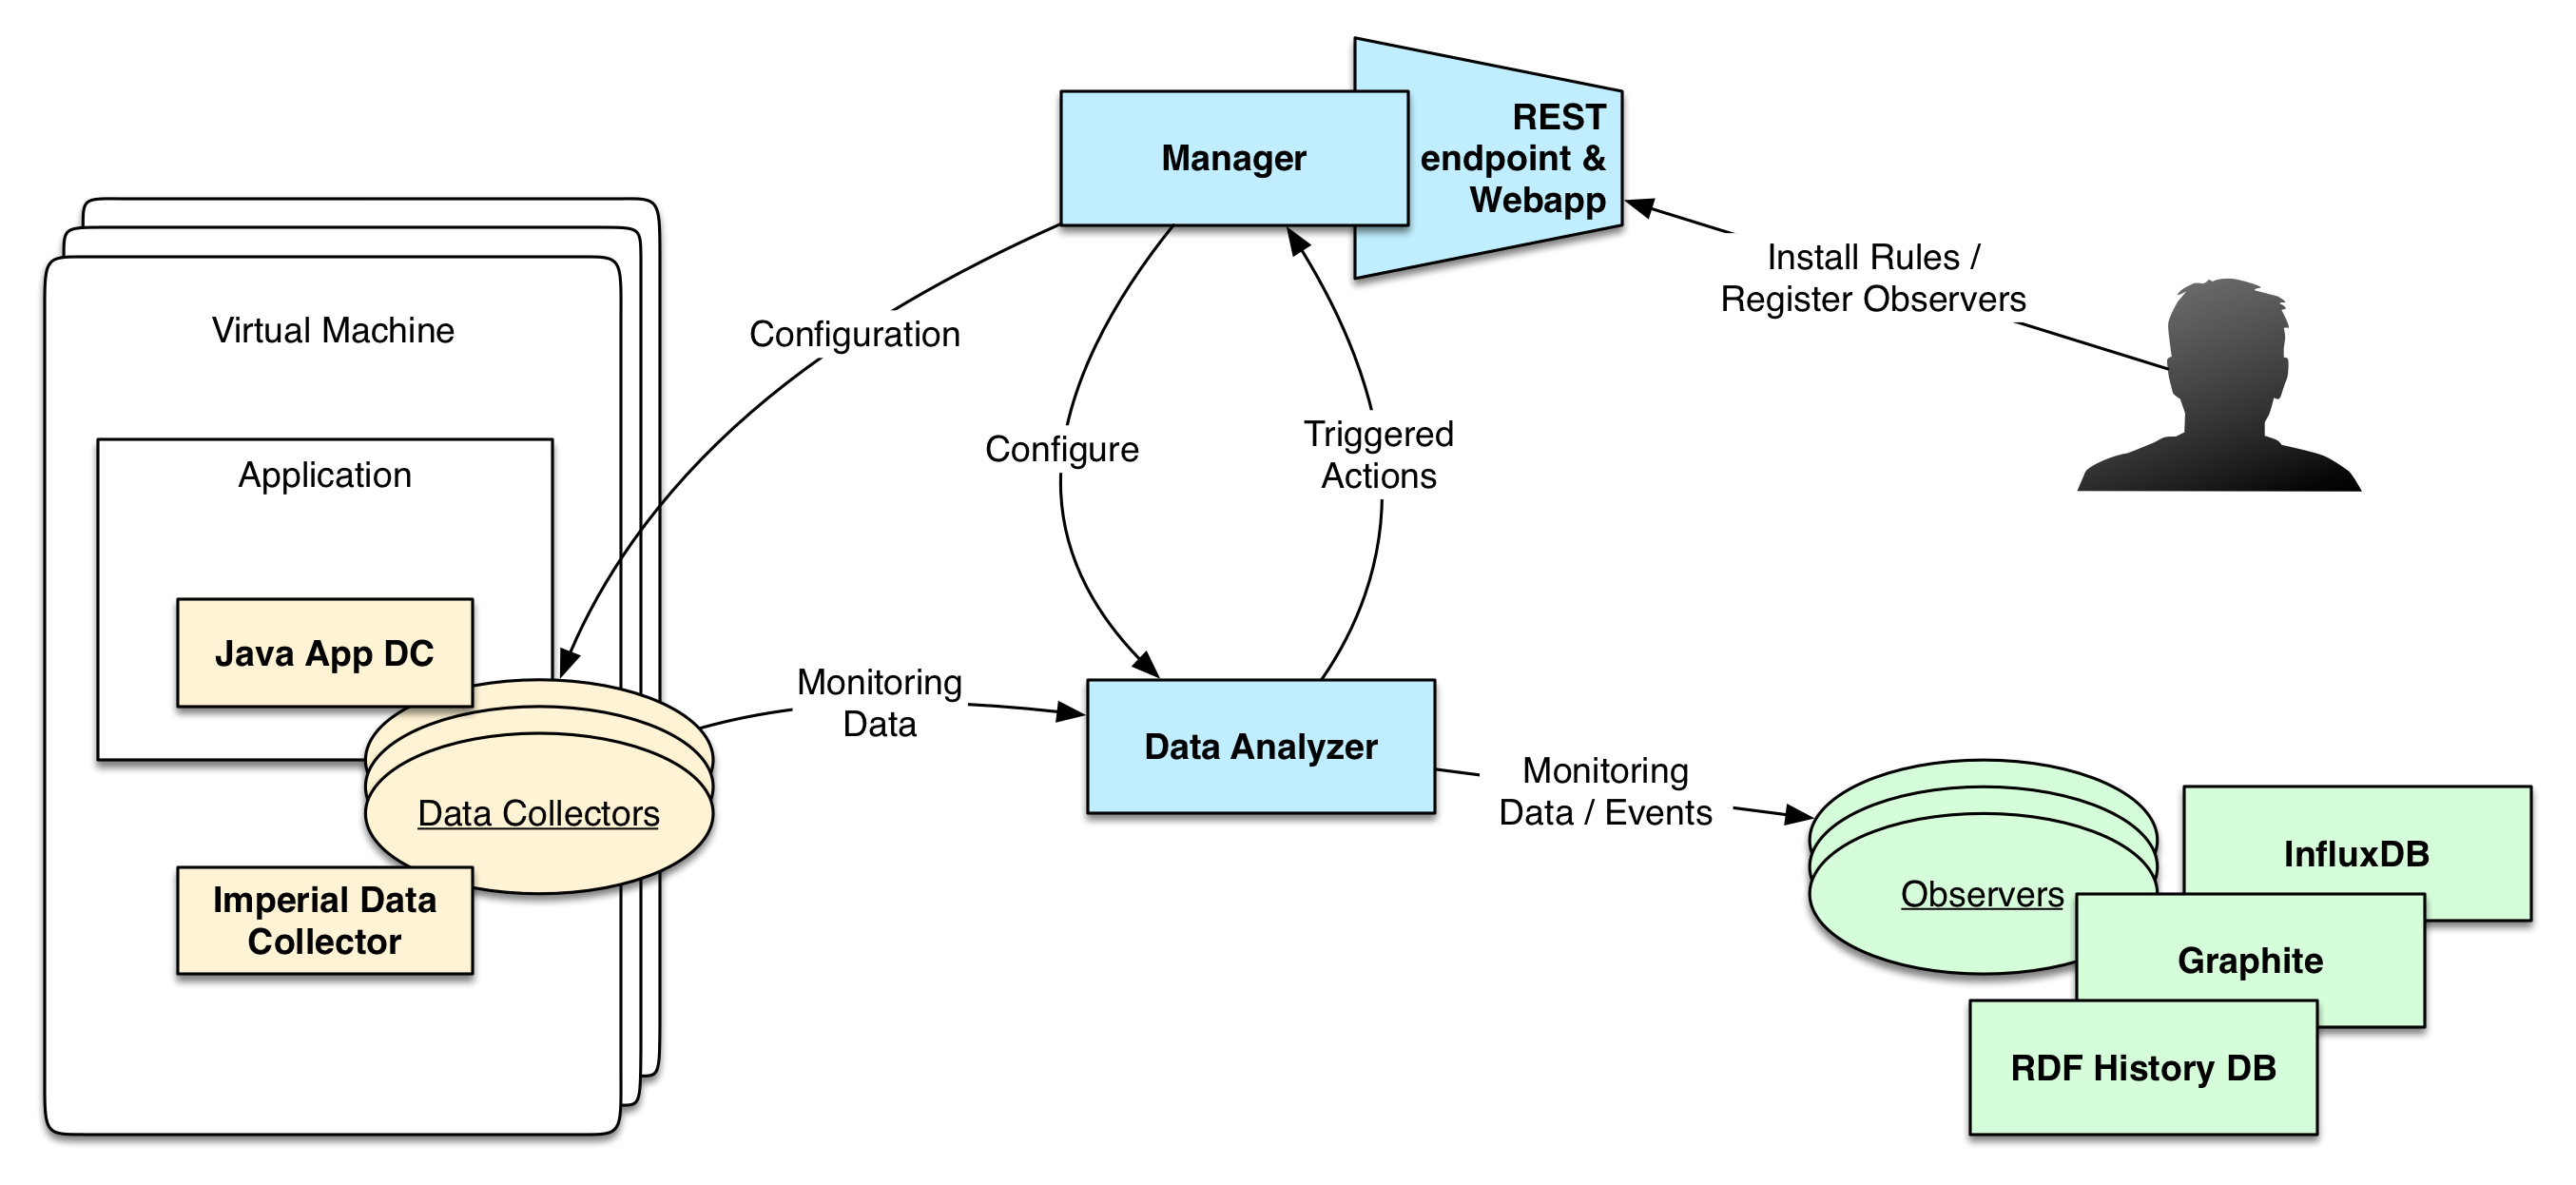 REST
endpoint &
Webapp
Manager
Install Rules /
Register Observers
Virtual Machine
Configuration
Configure
Triggered
Actions
Application
Java App DC
Monitoring
Data
Data Analyzer
Data Collectors
Monitoring
Data / Events
Imperial Data
Collector
Observers
InfluxDB
Graphite
RDF History DB